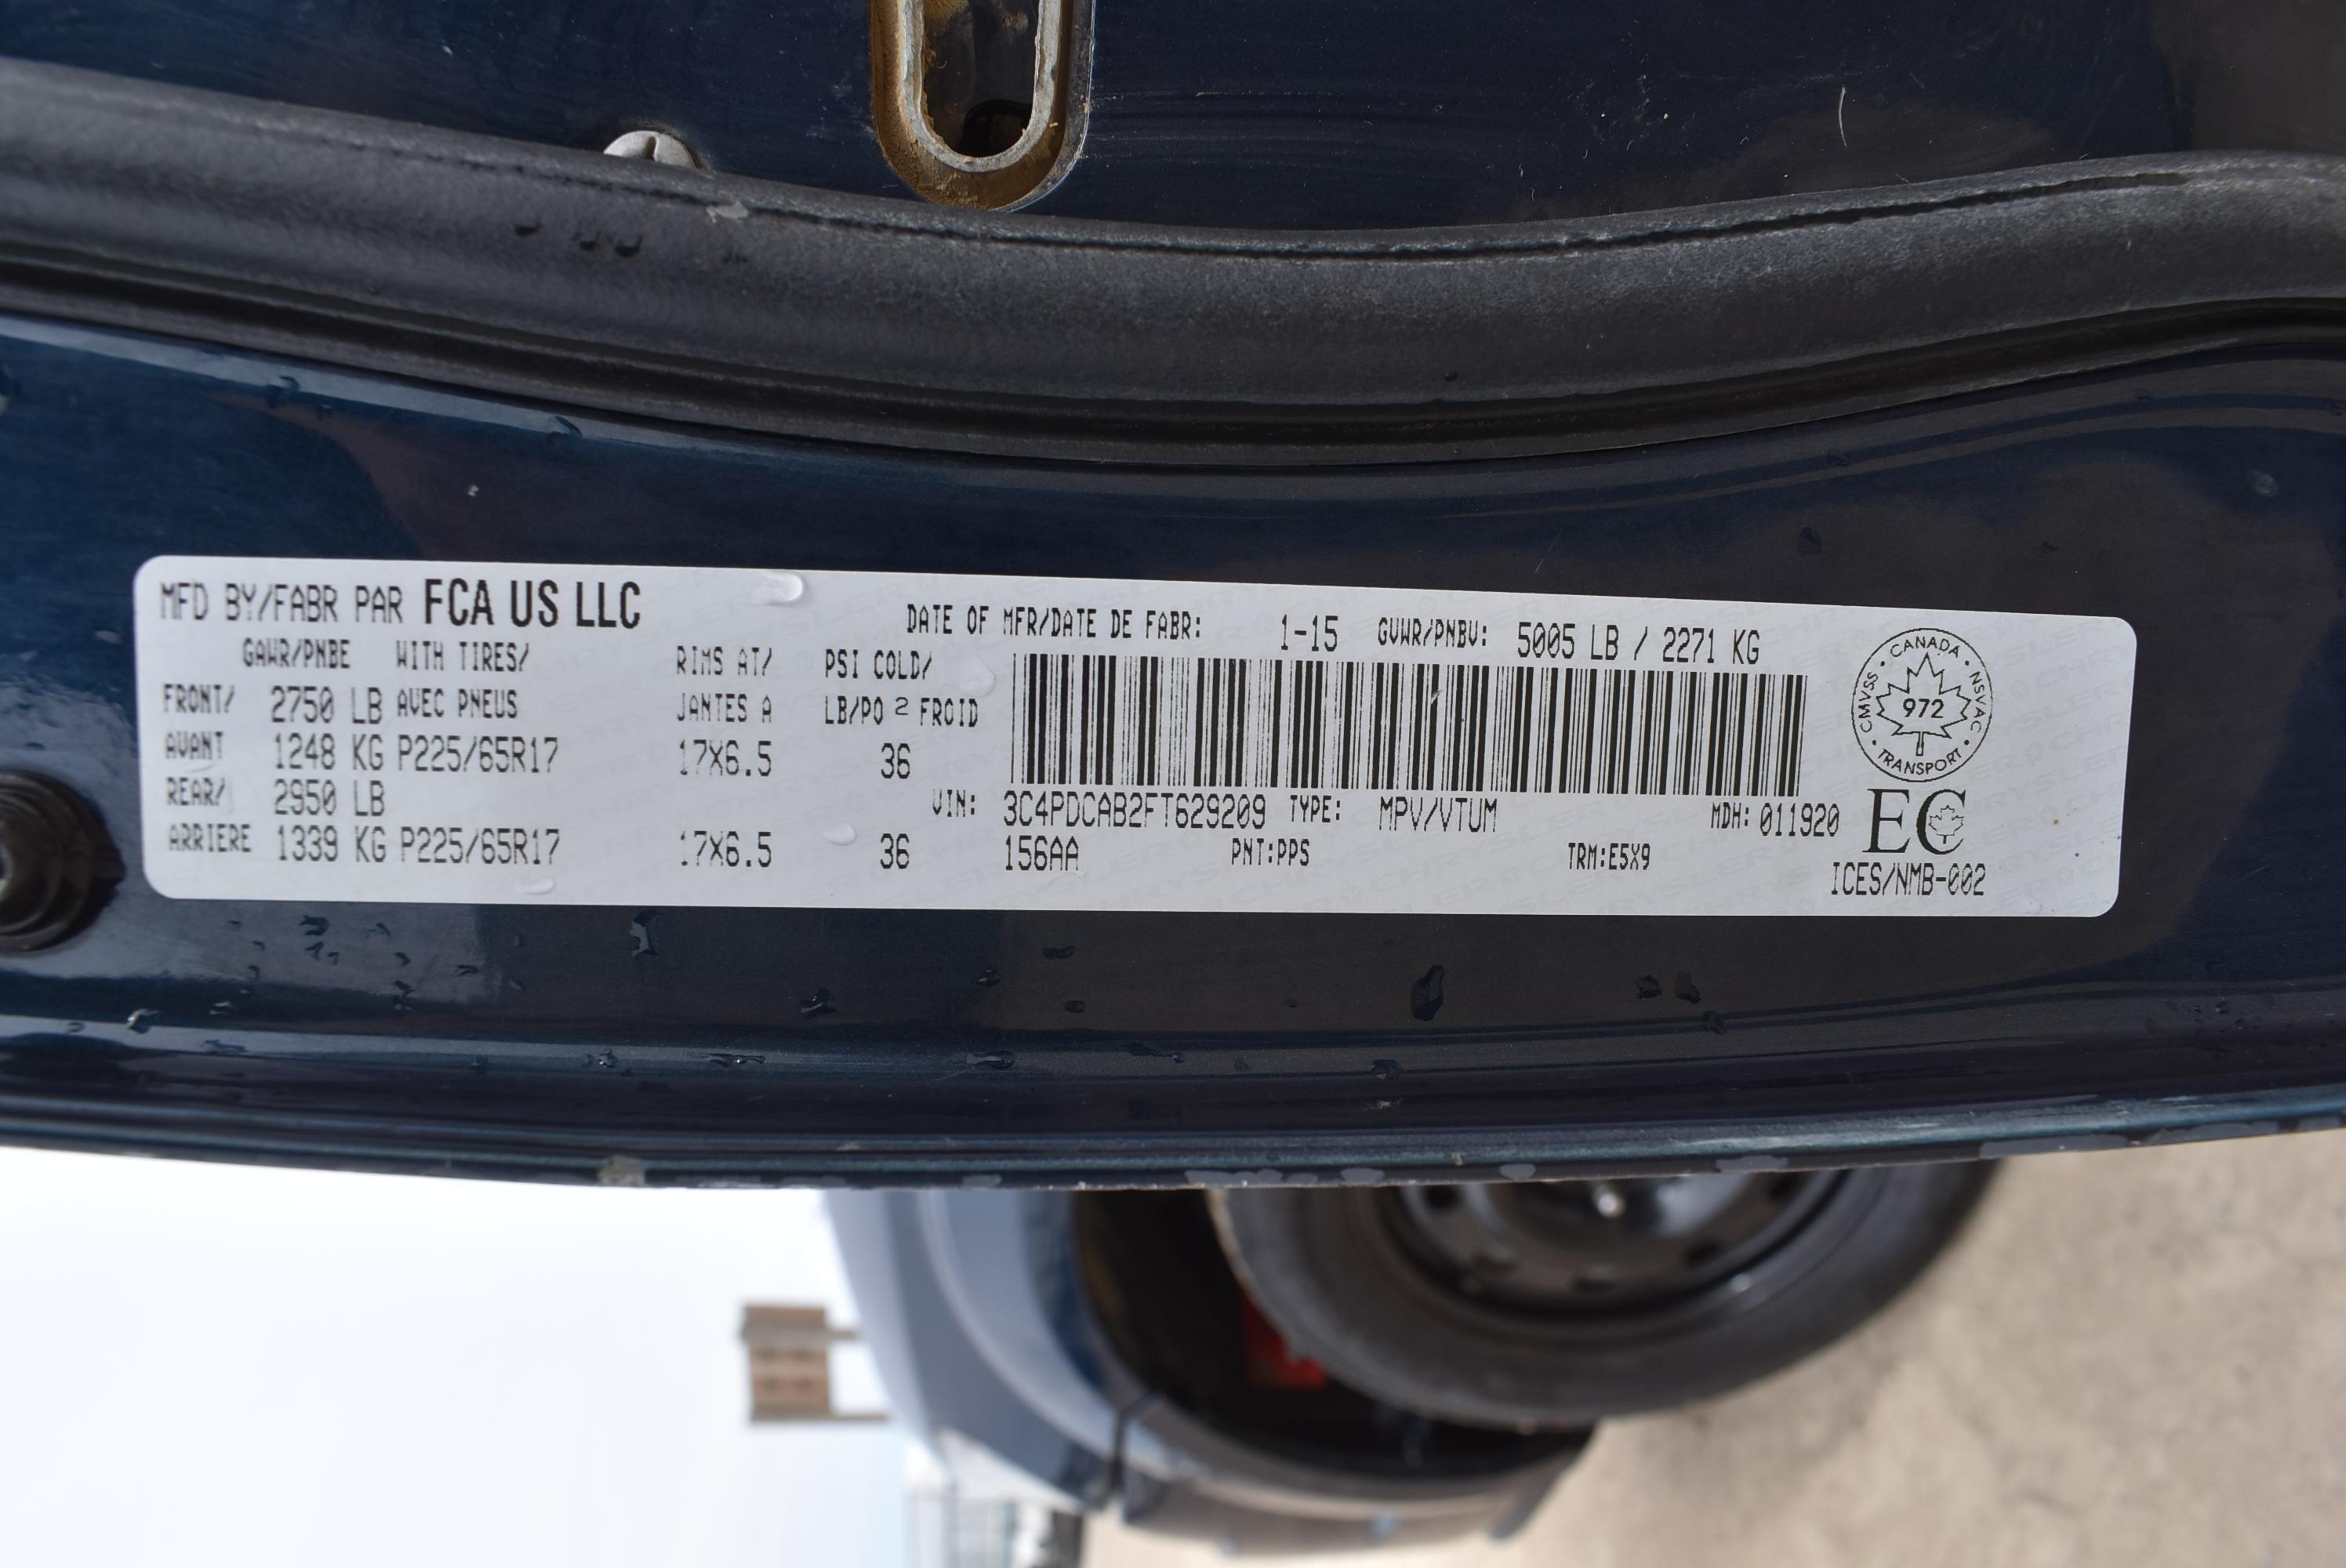 MFD BY/FABR PAR FCA US LLC
DATE OF MFR/DATE DE FABR: 1-15 GVWR/PNBV: 5005 LB / 2271 KG
GAWR/PNBE WITH TIRES/ RIMS AT/ PSI COLD/
FRONT/ 2750 LB AVEC PNEUS JANTES A LB/PO 2 FROID
AVANT 1248 KG P225/65R17 17X6.5 36
REAR/ 2950 LB
ARRIERE 1339 KG P225/65R17 17X6.5 36
VIN: 3C4PDCAB2FT629209 TYPE: MPV/VTUM MDH: 011920
156AA PNT:PPS TRM:E5X9
CANADA
CMVSS 972 NSVAC
TRANSPORT
EC
ICES/NMB-002